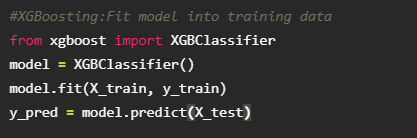 #XGBoosting:Fit model into training data
from xgboost import XGBClassifier
model = XGBClassifier()
model.fit(X_train, y_train)
y_pred = model.predict(X_test)